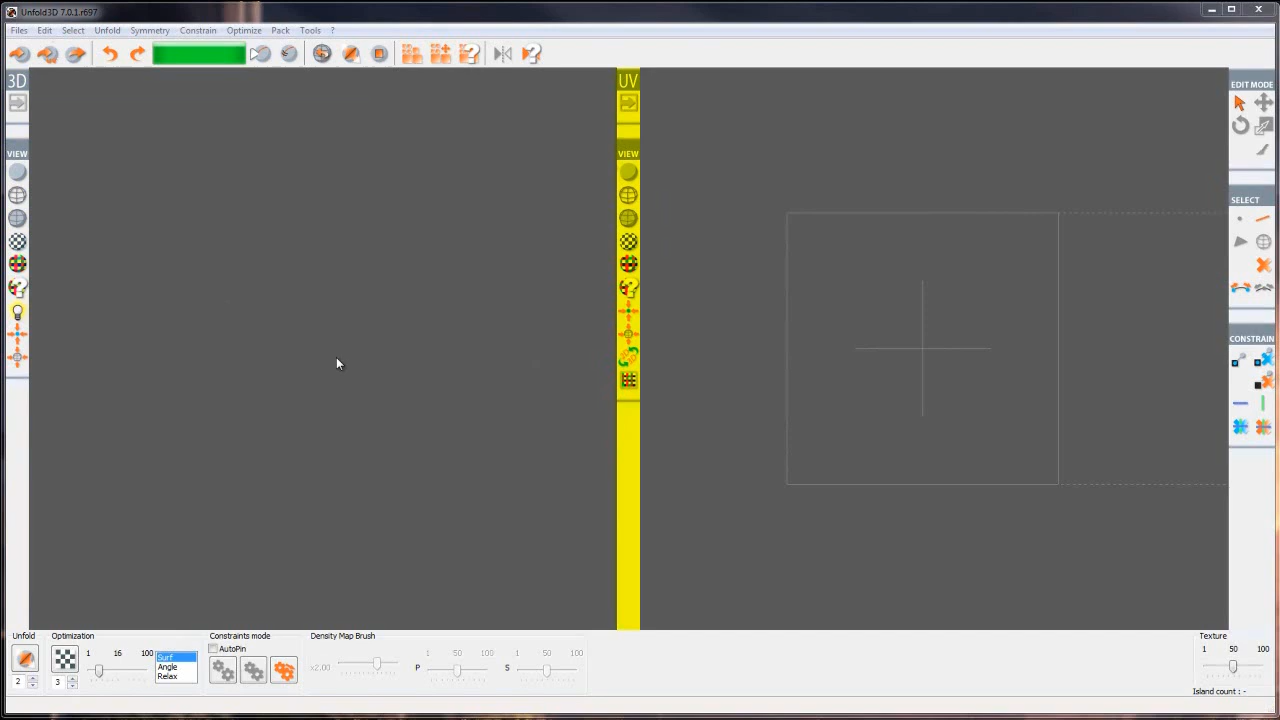 Unfold3D 7.0.1.r697
Files Edit Select Unfold Symmetry Constrain Optimize Pack Tools ?
3D UV EDIT MODE
VIEW VIEW
SELECT
CONSTRAIN
Unfold Optimization Constraints mode Density Map Brush Texture
1 16 100 Surf AutoPin 1 50 100 1 50 100 1 50 100
Angle x2.00 P S
Relax
2 3
Island count : -